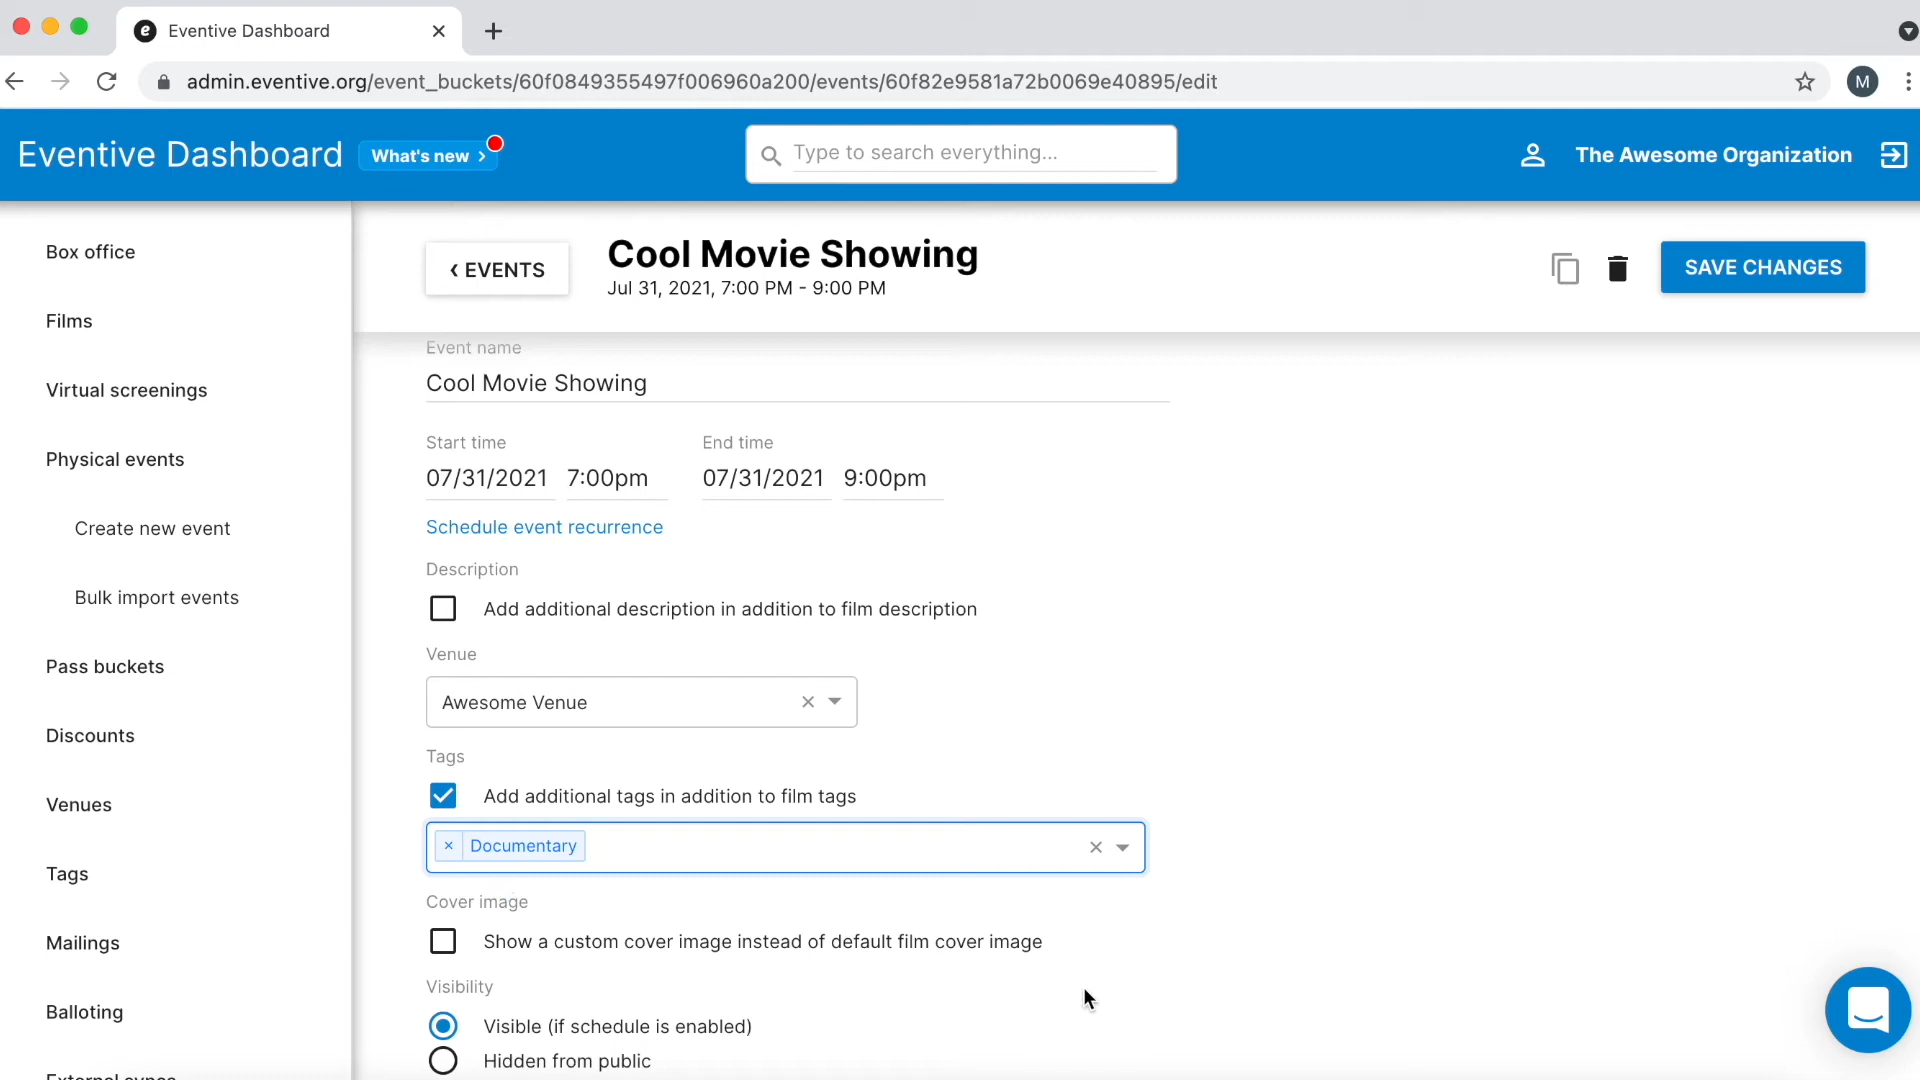 Eventive Dashboard
admin.eventive.org/event_buckets/60f0849355497f006960a200/events/60f82e9581a72b0069e40895/edit
M
Eventive Dashboard
What's new ›
Type to search everything...
The Awesome Organization
Box office
Films
Virtual screenings
Physical events
Create new event
Bulk import events
Pass buckets
Discounts
Venues
Tags
Mailings
Balloting
‹ EVENTS
Cool Movie Showing
Jul 31, 2021, 7:00 PM - 9:00 PM
SAVE CHANGES
Event name
Cool Movie Showing
Start time
End time
07/31/2021 7:00pm 07/31/2021 9:00pm
Schedule event recurrence
Description
Add additional description in addition to film description
Venue
Awesome Venue
Tags
Add additional tags in addition to film tags
× Documentary
Cover image
Show a custom cover image instead of default film cover image
Visibility
Visible (if schedule is enabled)
Hidden from public